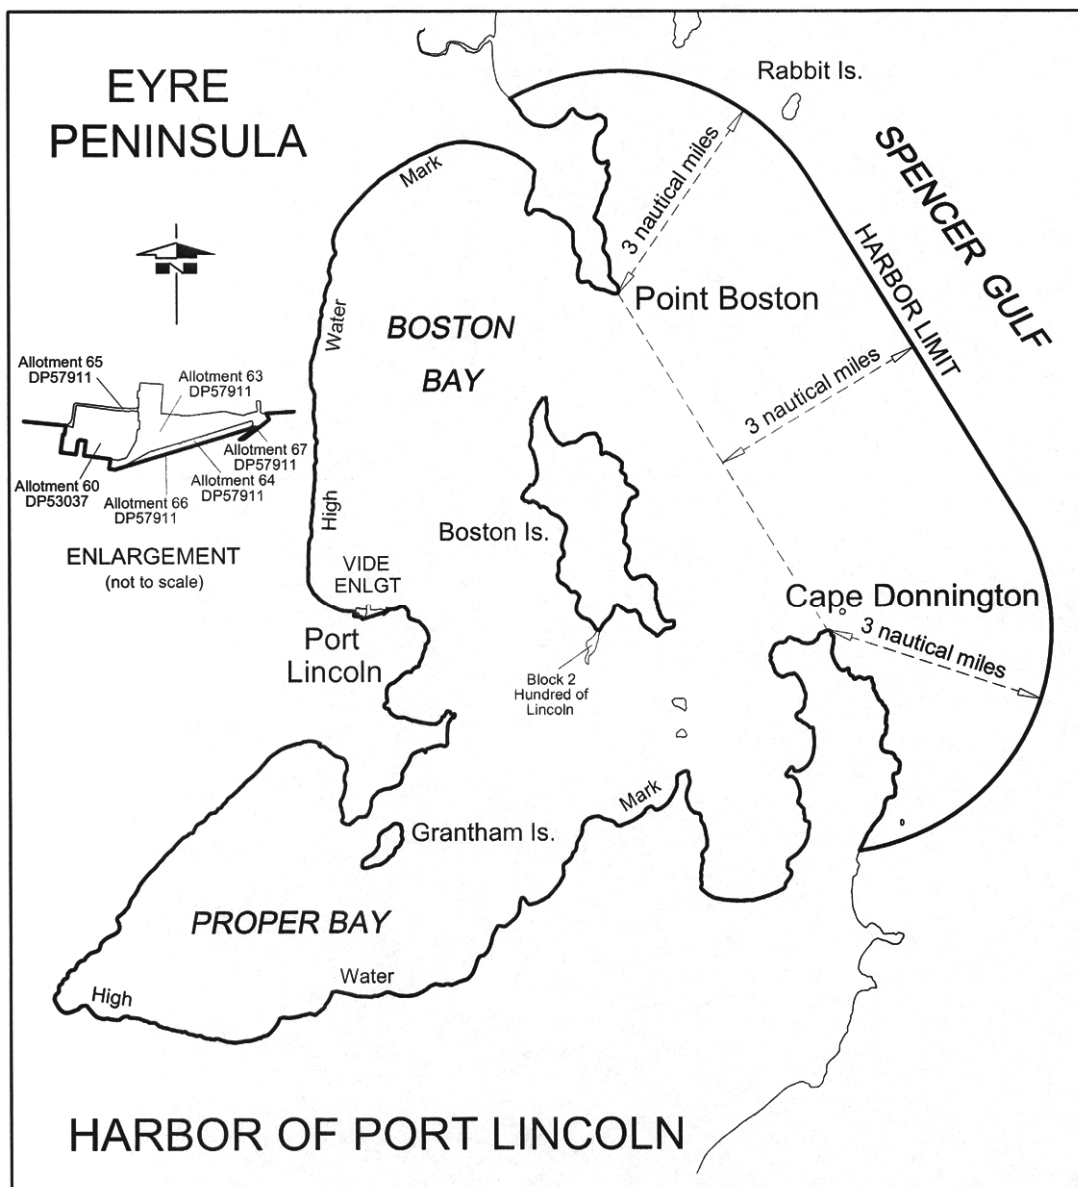 EYRE
PENINSULA
Rabbit Is.
SPENCER GULF
Mark
3 nautical miles
HARBOR LIMIT
Point Boston
N
Water
BOSTON
BAY
Allotment 65
DP57911
Allotment 63
DP57911
3 nautical miles
Allotment 67
DP57911
Allotment 64
DP57911
Allotment 60
DP53037
Allotment 66
DP57911
High
Boston Is.
ENLARGEMENT
(not to scale)
VIDE
ENLGT
Cape Donnington
3 nautical miles
Port
Lincoln
Block 2
Hundred of
Lincoln
Mark
Grantham Is.
PROPER BAY
Water
High
HARBOR OF PORT LINCOLN